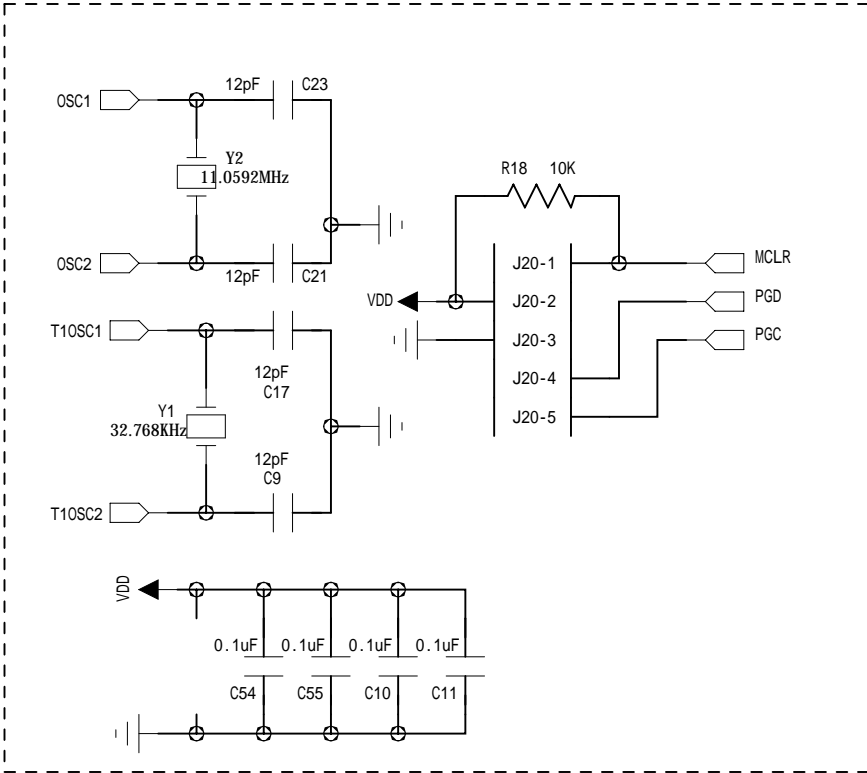 12pF C23
OSC1
Y2
11.0592MHz
OSC2
12pF C21
R18 10K
J20-1 MCLR
VDD J20-2 PGD
J20-3 PGC
J20-4
J20-5
T1OSC1
12pF
C17
Y1
32.768KHz
12pF
C9
T1OSC2
VDD
0.1uF 0.1uF 0.1uF 0.1uF
C54 C55 C10 C11